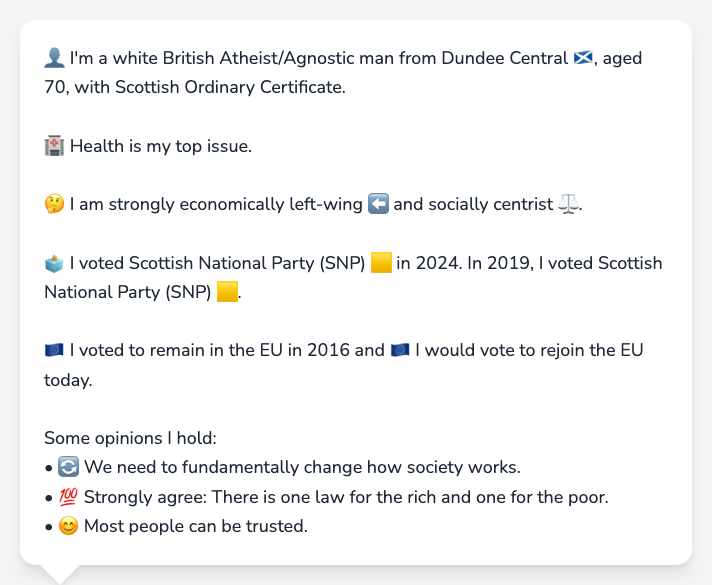 👤 I'm a white British Atheist/Agnostic man from Dundee Central 🏴󠁧󠁢󠁳󠁣󠁴󠁿, aged
70, with Scottish Ordinary Certificate.
🏥 Health is my top issue.
🤔 I am strongly economically left-wing ⬅️ and socially centrist ⚖️.
🗳️ I voted Scottish National Party (SNP) 🟨 in 2024. In 2019, I voted Scottish
National Party (SNP) 🟨.
🇪🇺 I voted to remain in the EU in 2016 and 🇪🇺 I would vote to rejoin the EU
today.
Some opinions I hold:
• 🔄 We need to fundamentally change how society works.
• 💯 Strongly agree: There is one law for the rich and one for the poor.
• 😊 Most people can be trusted.